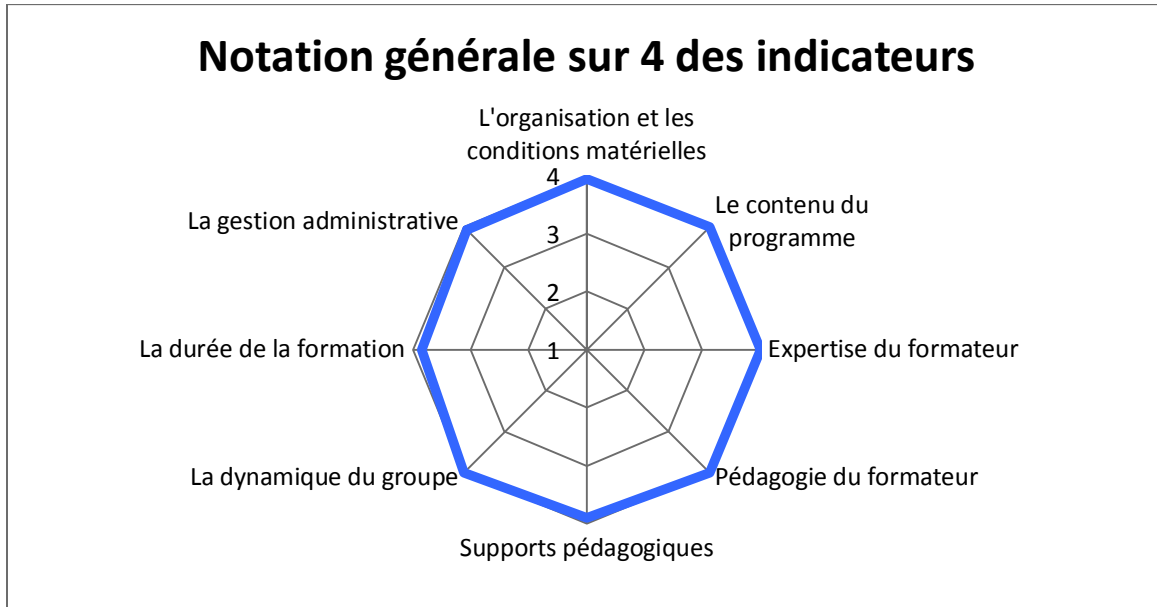 Notation générale sur 4 des indicateurs
L'organisation et les
conditions matérielles
4
Le contenu du
programme
La gestion administrative
3
2
La durée de la formation
1
Expertise du formateur
La dynamique du groupe
Pédagogie du formateur
Supports pédagogiques